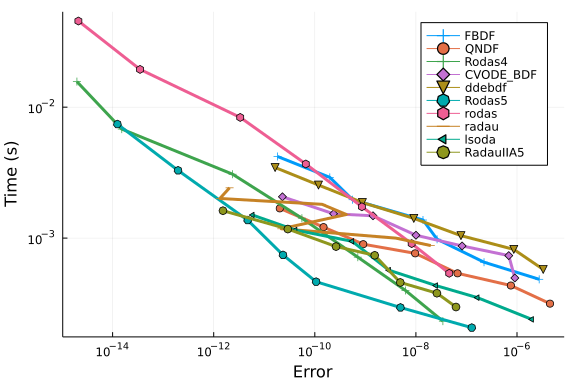 FBDF
QNDF
Rodas4
CVODE_BDF
ddebdf
Rodas5
rodas
radau
lsoda
RadauIIA5
10⁻²
10⁻³
Time (s)
10⁻¹⁴ 10⁻¹² 10⁻¹⁰ 10⁻⁸ 10⁻⁶
Error